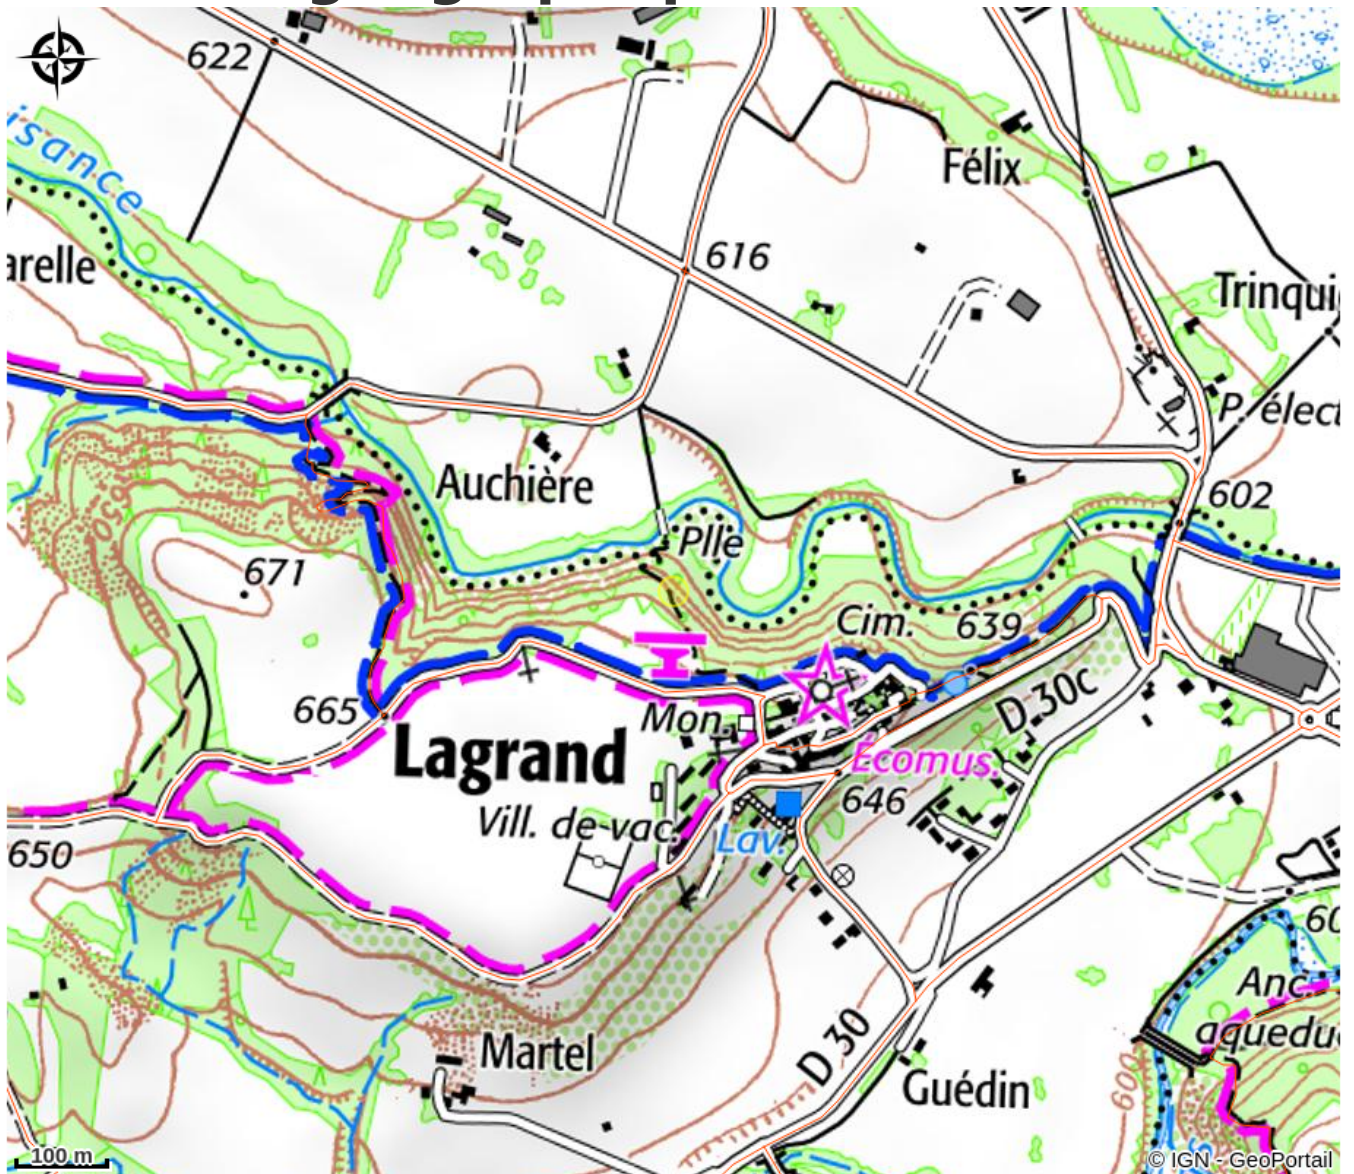 622
isance
Félix
616
arelle
Trinqui
P. élect
602
Auchière
Plle
671
Cim.
639
665
Mon.
D 30c
Lagrand
Écomus.
646
Vill. de vac.
Lav.
650
60
Anc.
aquedu
Martel
D 30
Guédin
600
100 m
© IGN - GeoPortail